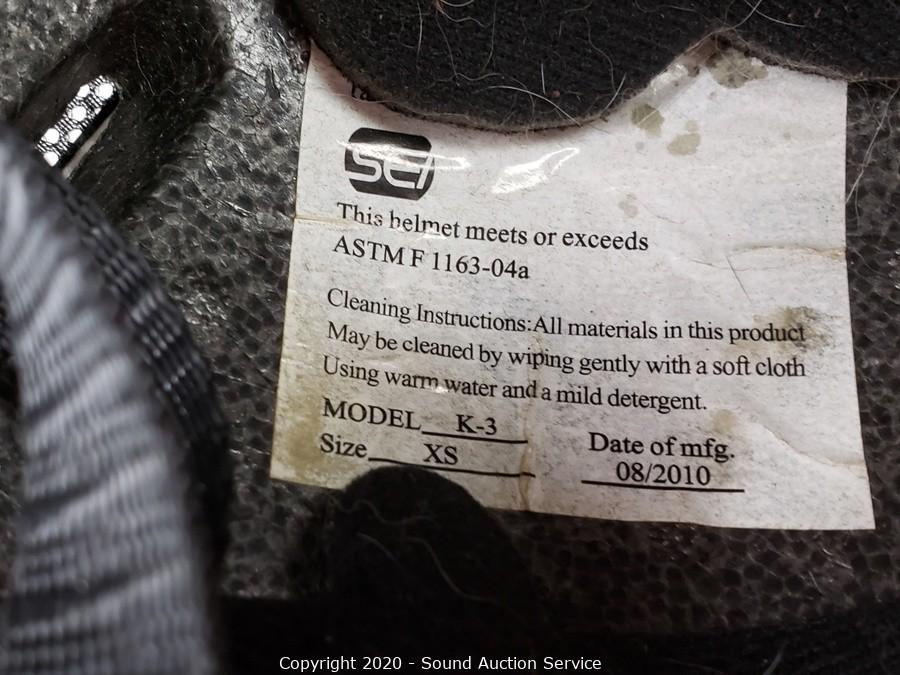 SEI
This helmet meets or exceeds
ASTM F 1163-04a
Cleaning Instructions:All materials in this product
May be cleaned by wiping gently with a soft cloth
Using warm water and a mild detergent.
MODEL K-3
Size XS
Date of mfg.
08/2010
Copyright 2020 - Sound Auction Service